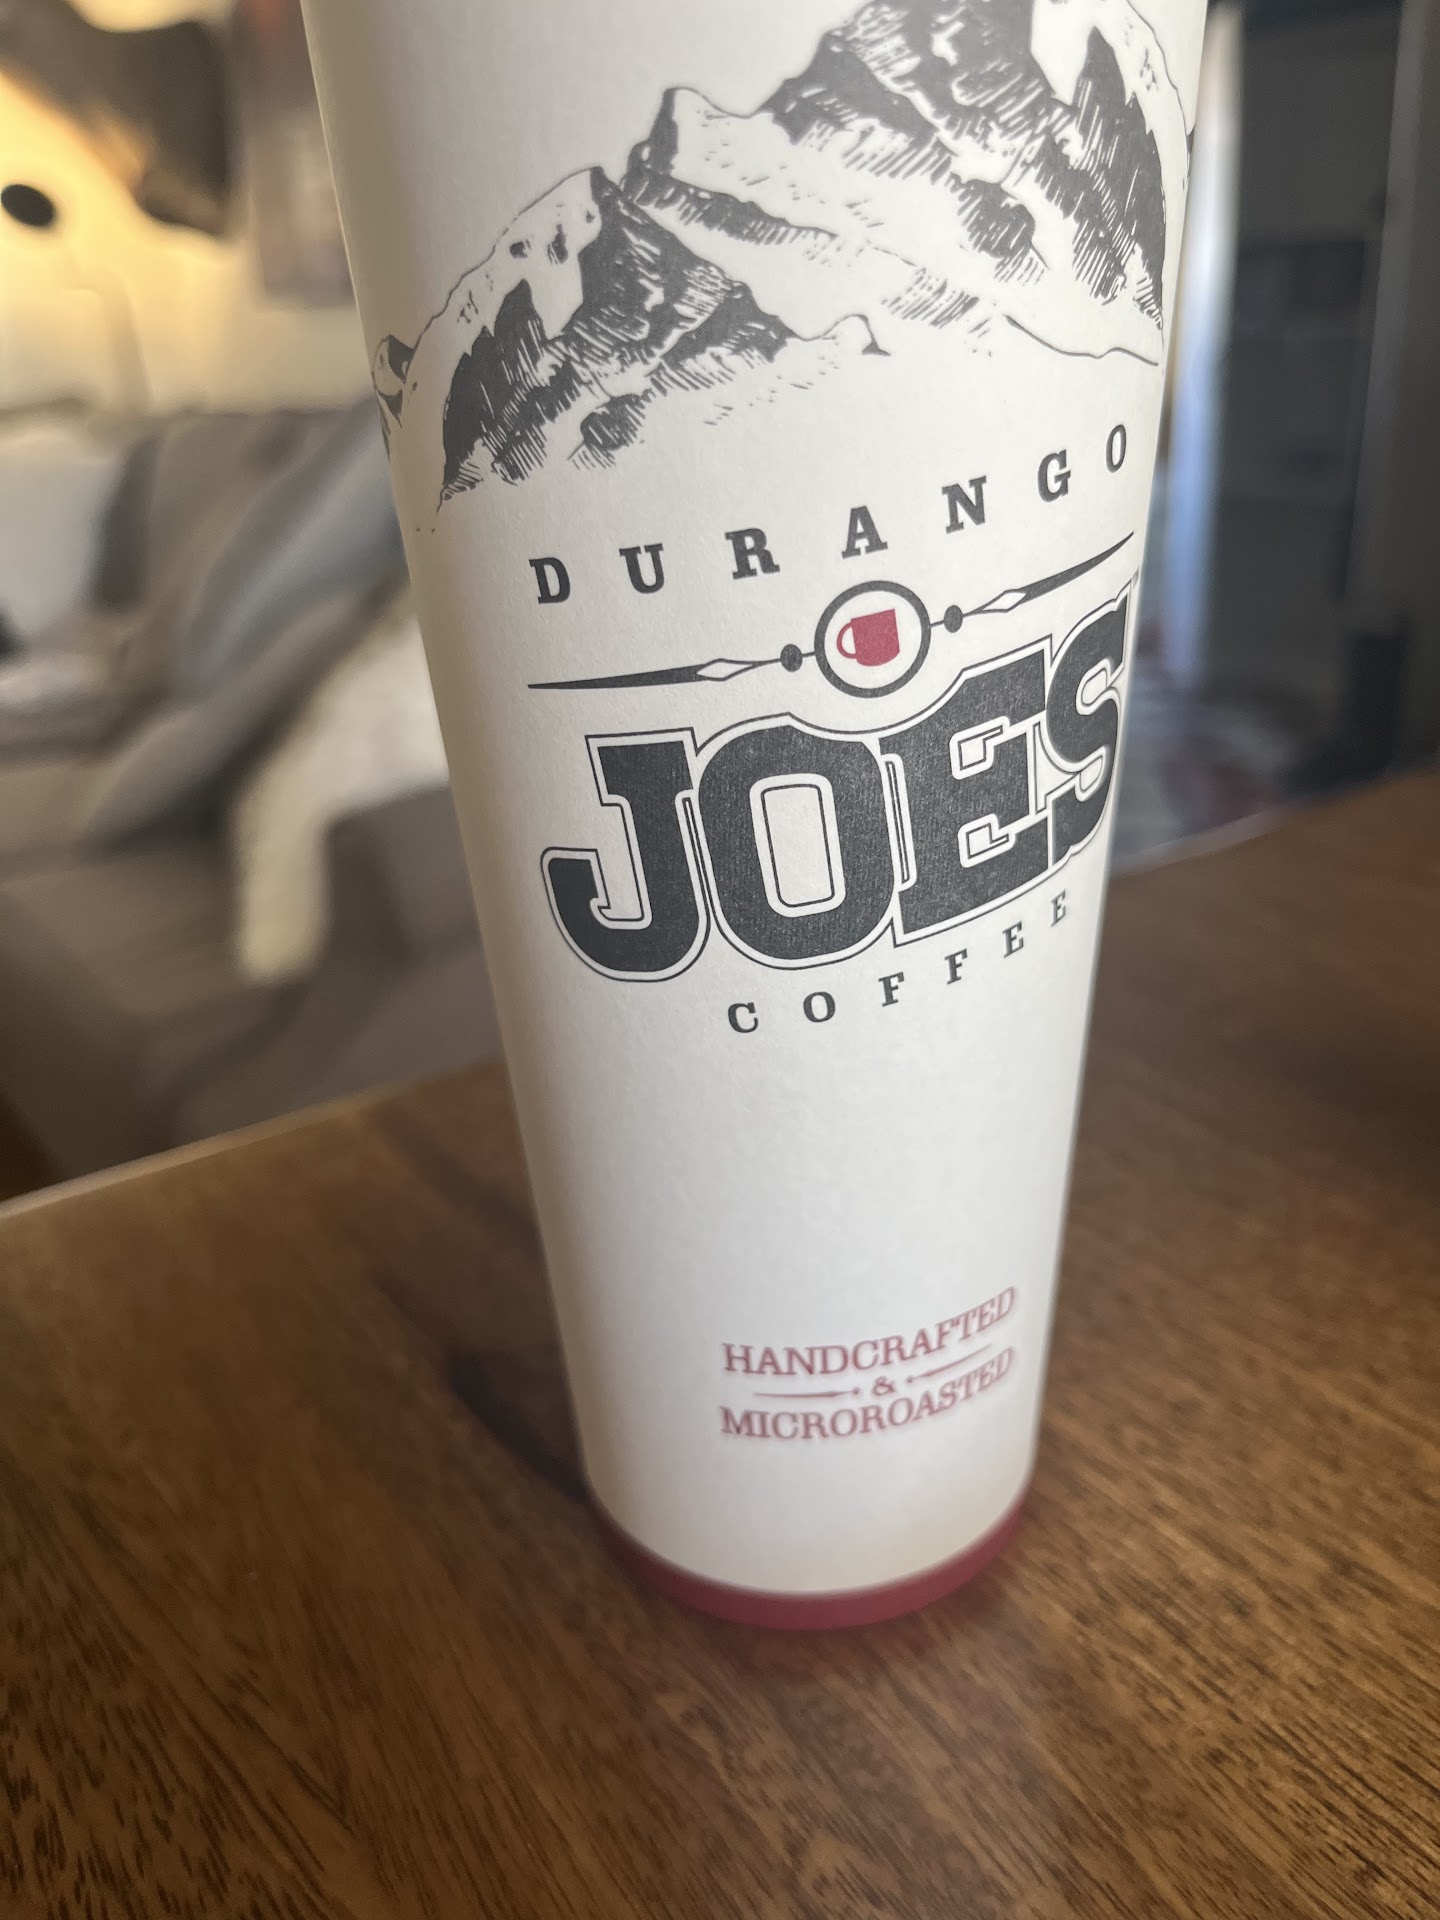 DURANGO
JOES
COFFEE
HANDCRAFTED
&
MICROROASTED